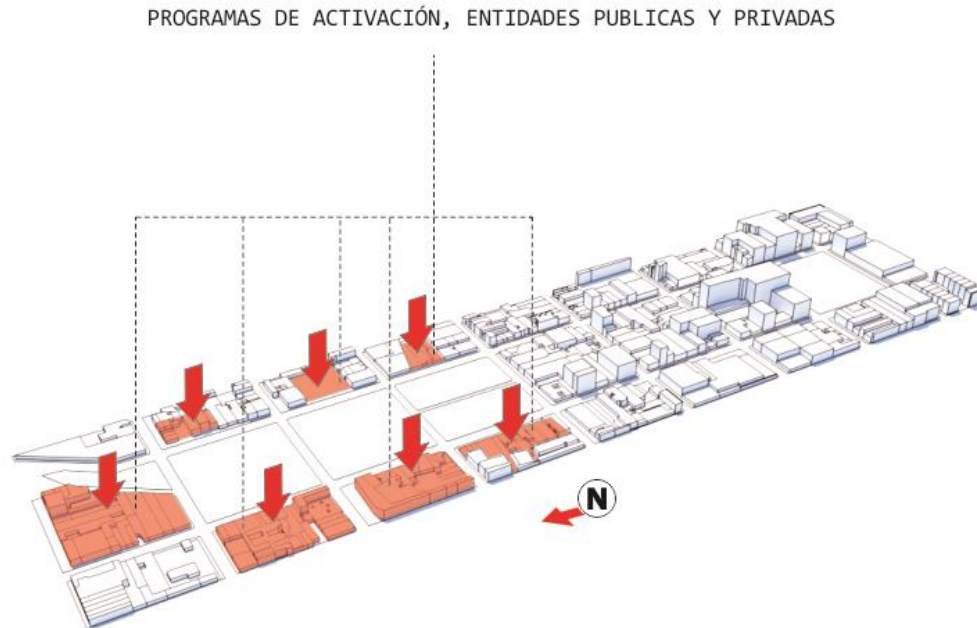 PROGRAMAS DE ACTIVACIÓN, ENTIDADES PUBLICAS Y PRIVADAS
N